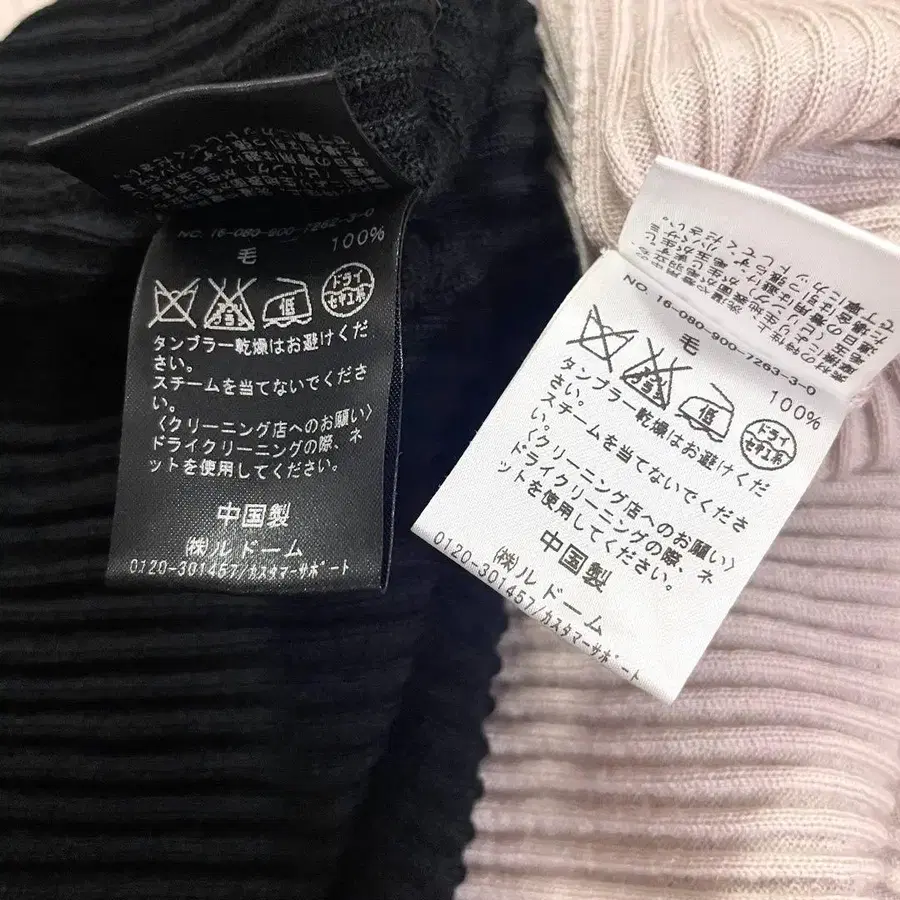 NO. 16-080-900-7262-3-0
毛 100%
低
ドライ
セキユ系
タンブラー乾燥はお避けくだ
さい。
スチームを当てないでくださ
い。
〈クリーニング店へのお願い〉
ドライクリーニングの際、ネ
ットを使用してください。
中国製
㈱ルドーム
0120-301457/カスタマーサポート
NO. 16-080-900-7263-3-0
毛 100%
低
ドライ
セキユ系
タンブラー乾燥はお避けくだ
さい。
スチームを当てないでくださ
い。
〈クリーニング店へのお願い〉
ドライクリーニングの際、ネ
ットを使用してください。
中国製
㈱ルドーム
0120-301457/カスタマーサポート